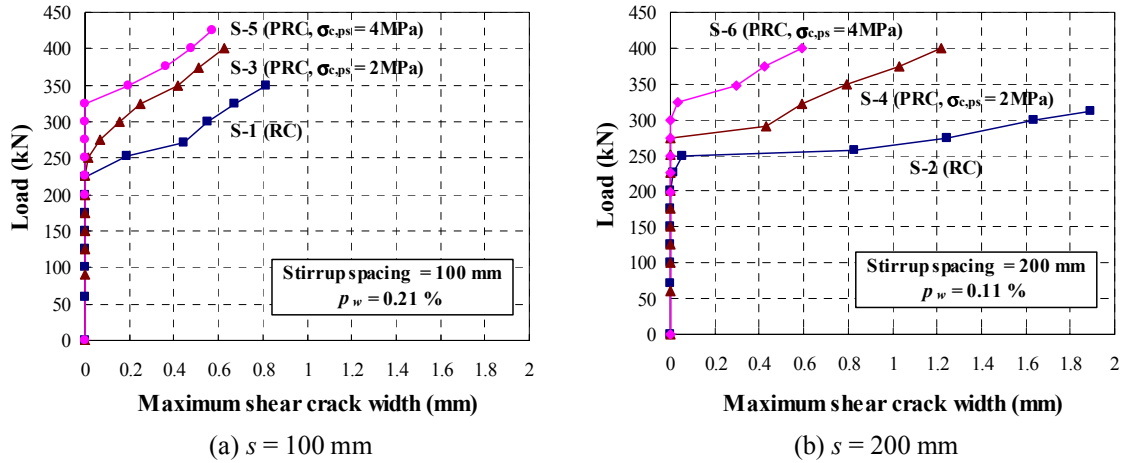 450
400
350
300
250
200
150
100
50
0
Load (kN)
S-5 (PRC, σc,ps = 4MPa)
S-3 (PRC, σc,ps = 2MPa)
S-1 (RC)
Stirrup spacing = 100 mm
p w = 0.21 %
0 0.2 0.4 0.6 0.8 1 1.2 1.4 1.6 1.8 2
Maximum shear crack width (mm)
(a) s = 100 mm
450
400
350
300
250
200
150
100
50
0
Load (kN)
S-6 (PRC, σc,ps = 4MPa)
S-4 (PRC, σc,ps = 2MPa)
S-2 (RC)
Stirrup spacing = 200 mm
p w = 0.11 %
0 0.2 0.4 0.6 0.8 1 1.2 1.4 1.6 1.8 2
Maximum shear crack width (mm)
(b) s = 200 mm